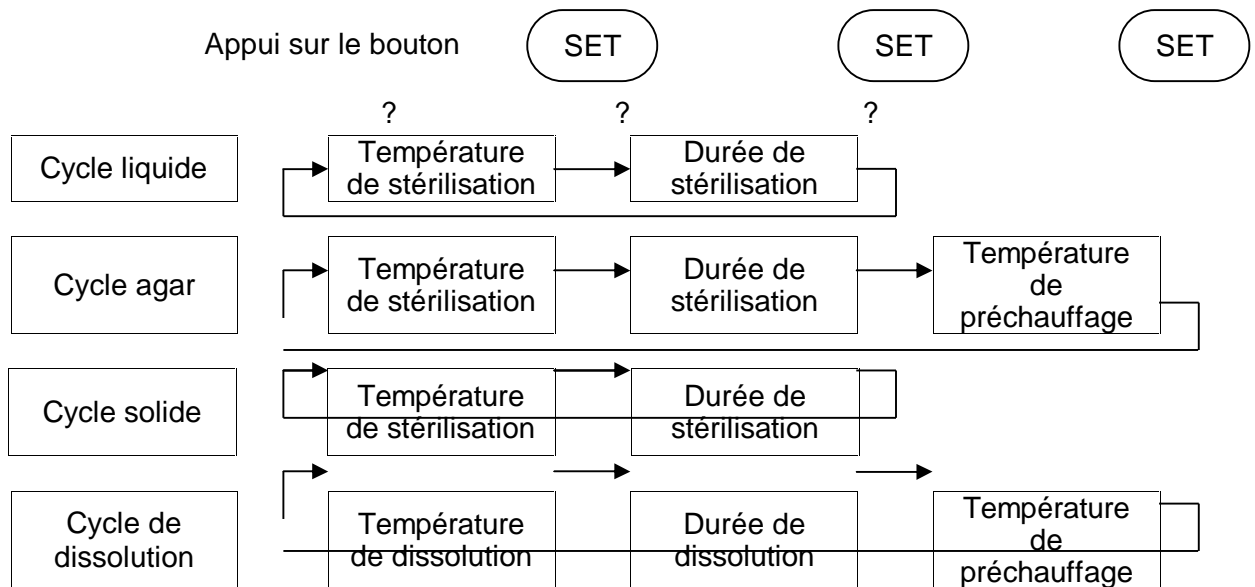 Appui sur le bouton SET SET SET
? ? ?
Cycle liquide
Température
de stérilisation
Durée de
stérilisation
Cycle agar
Température
de stérilisation
Durée de
stérilisation
Température
de
préchauffage
Cycle solide
Température
de stérilisation
Durée de
stérilisation
Cycle de
dissolution
Température
de dissolution
Durée de
dissolution
Température
de
préchauffage